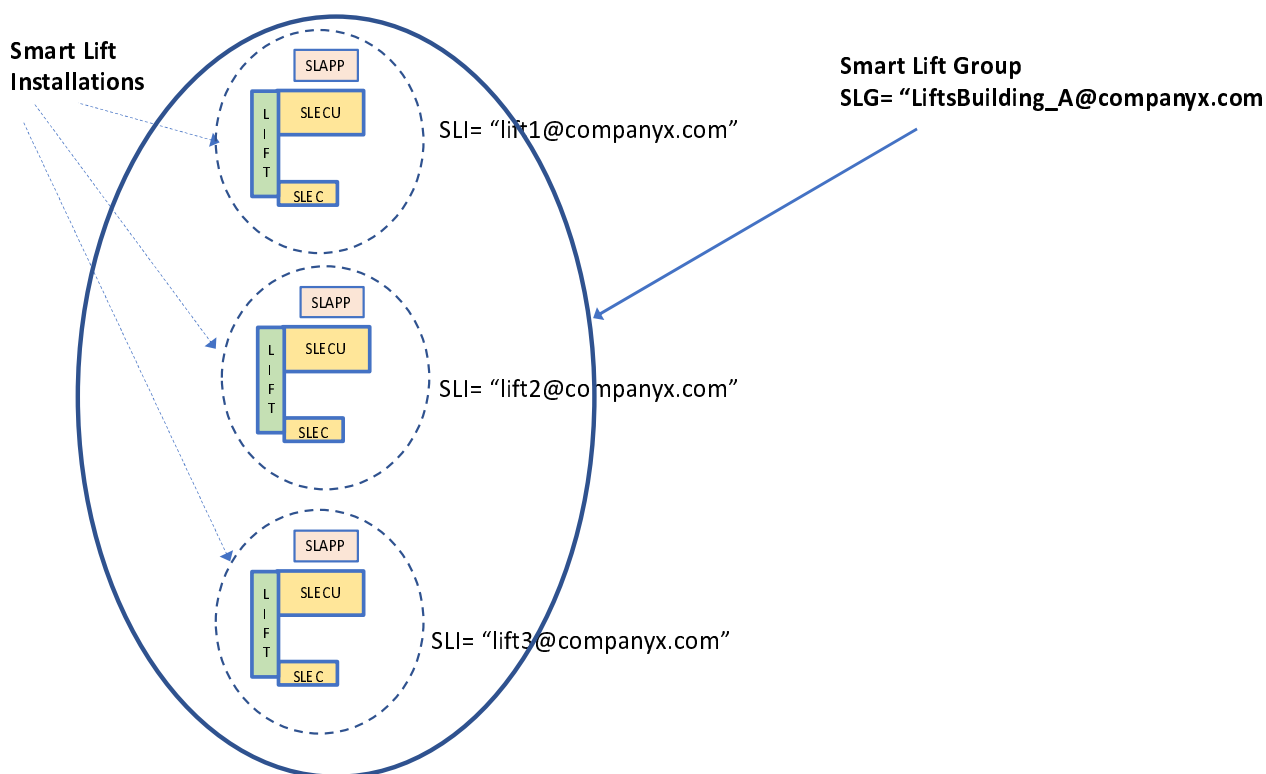 Smart Lift
Installations
Smart Lift Group
SLG= “LiftsBuilding_A@companyx.com
SLAPP
L
I
F
T
SLECU
SLEC
SLI= “lift1@companyx.com”
SLAPP
L
I
F
T
SLECU
SLEC
SLI= “lift2@companyx.com”
SLAPP
L
I
F
T
SLECU
SLEC
SLI= “lift3@companyx.com”